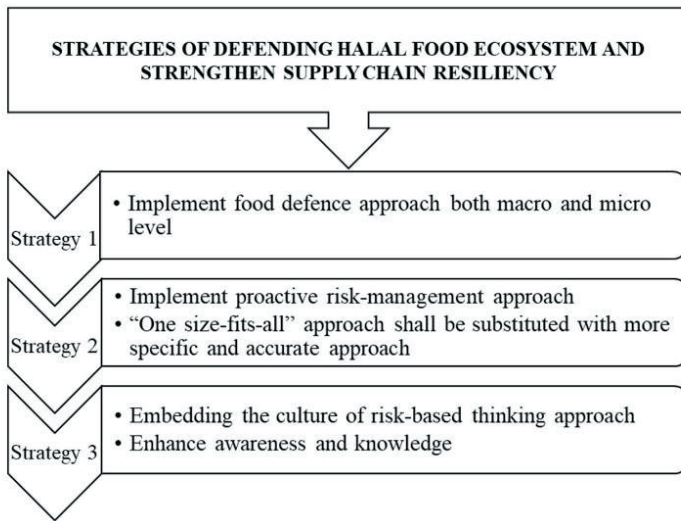 STRATEGIES OF DEFENDING HALAL FOOD ECOSYSTEM AND
STRENGTHEN SUPPLY CHAIN RESILIENCY
Strategy 1
• Implement food defence approach both macro and micro
level
Strategy 2
• Implement proactive risk-management approach
• “One size-fits-all” approach shall be substituted with more
specific and accurate approach
Strategy 3
• Embedding the culture of risk-based thinking approach
• Enhance awareness and knowledge